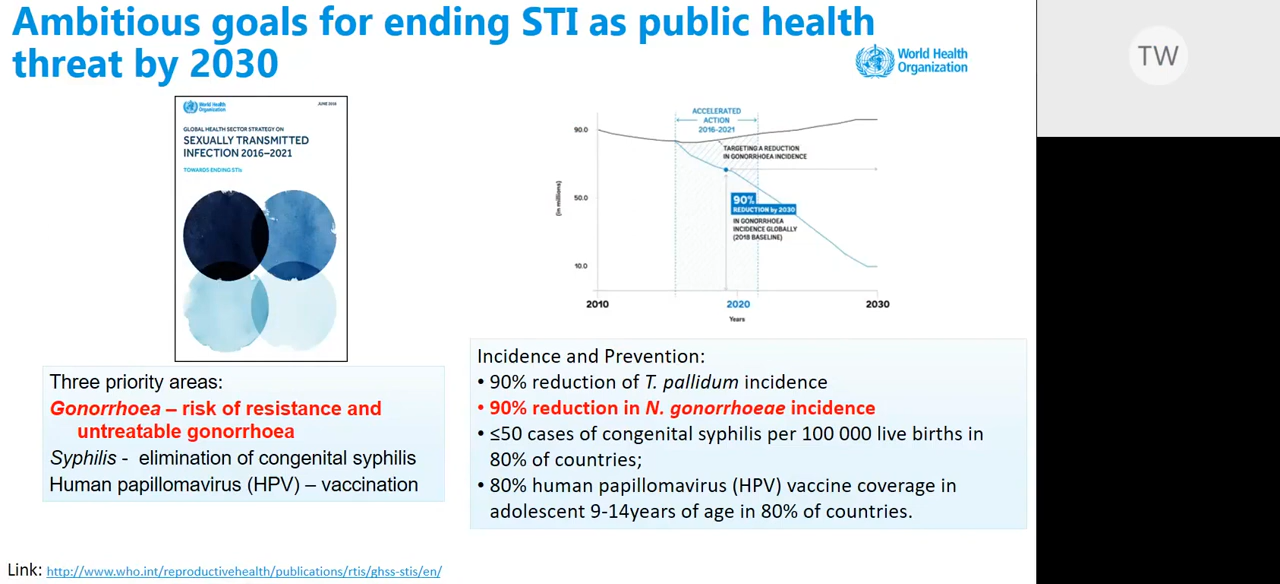 Ambitious goals for ending STI as public health
threat by 2030
World Health
Organization
TW
World Health
Organization
JUNE 2016
GLOBAL HEALTH SECTOR STRATEGY ON
SEXUALLY TRANSMITTED
INFECTION 2016–2021
TOWARDS ENDING STIs
ACCELERATED
ACTION
2016-2021
90.0
TARGETING A REDUCTION
IN GONORRHOEA INCIDENCE
(in millions)
50.0
90%
REDUCTION by 2030
IN GONORRHOEA
INCIDENCE GLOBALLY
(2018 BASELINE)
10.0
2010
2020
2030
Years
Three priority areas:
Gonorrhoea – risk of resistance and
untreatable gonorrhoea
Syphilis - elimination of congenital syphilis
Human papillomavirus (HPV) – vaccination
Incidence and Prevention:
• 90% reduction of T. pallidum incidence
• 90% reduction in N. gonorrhoeae incidence
• ≤50 cases of congenital syphilis per 100 000 live births in
80% of countries;
• 80% human papillomavirus (HPV) vaccine coverage in
adolescent 9-14years of age in 80% of countries.
Link: http://www.who.int/reproductivehealth/publications/rtis/ghss-stis/en/